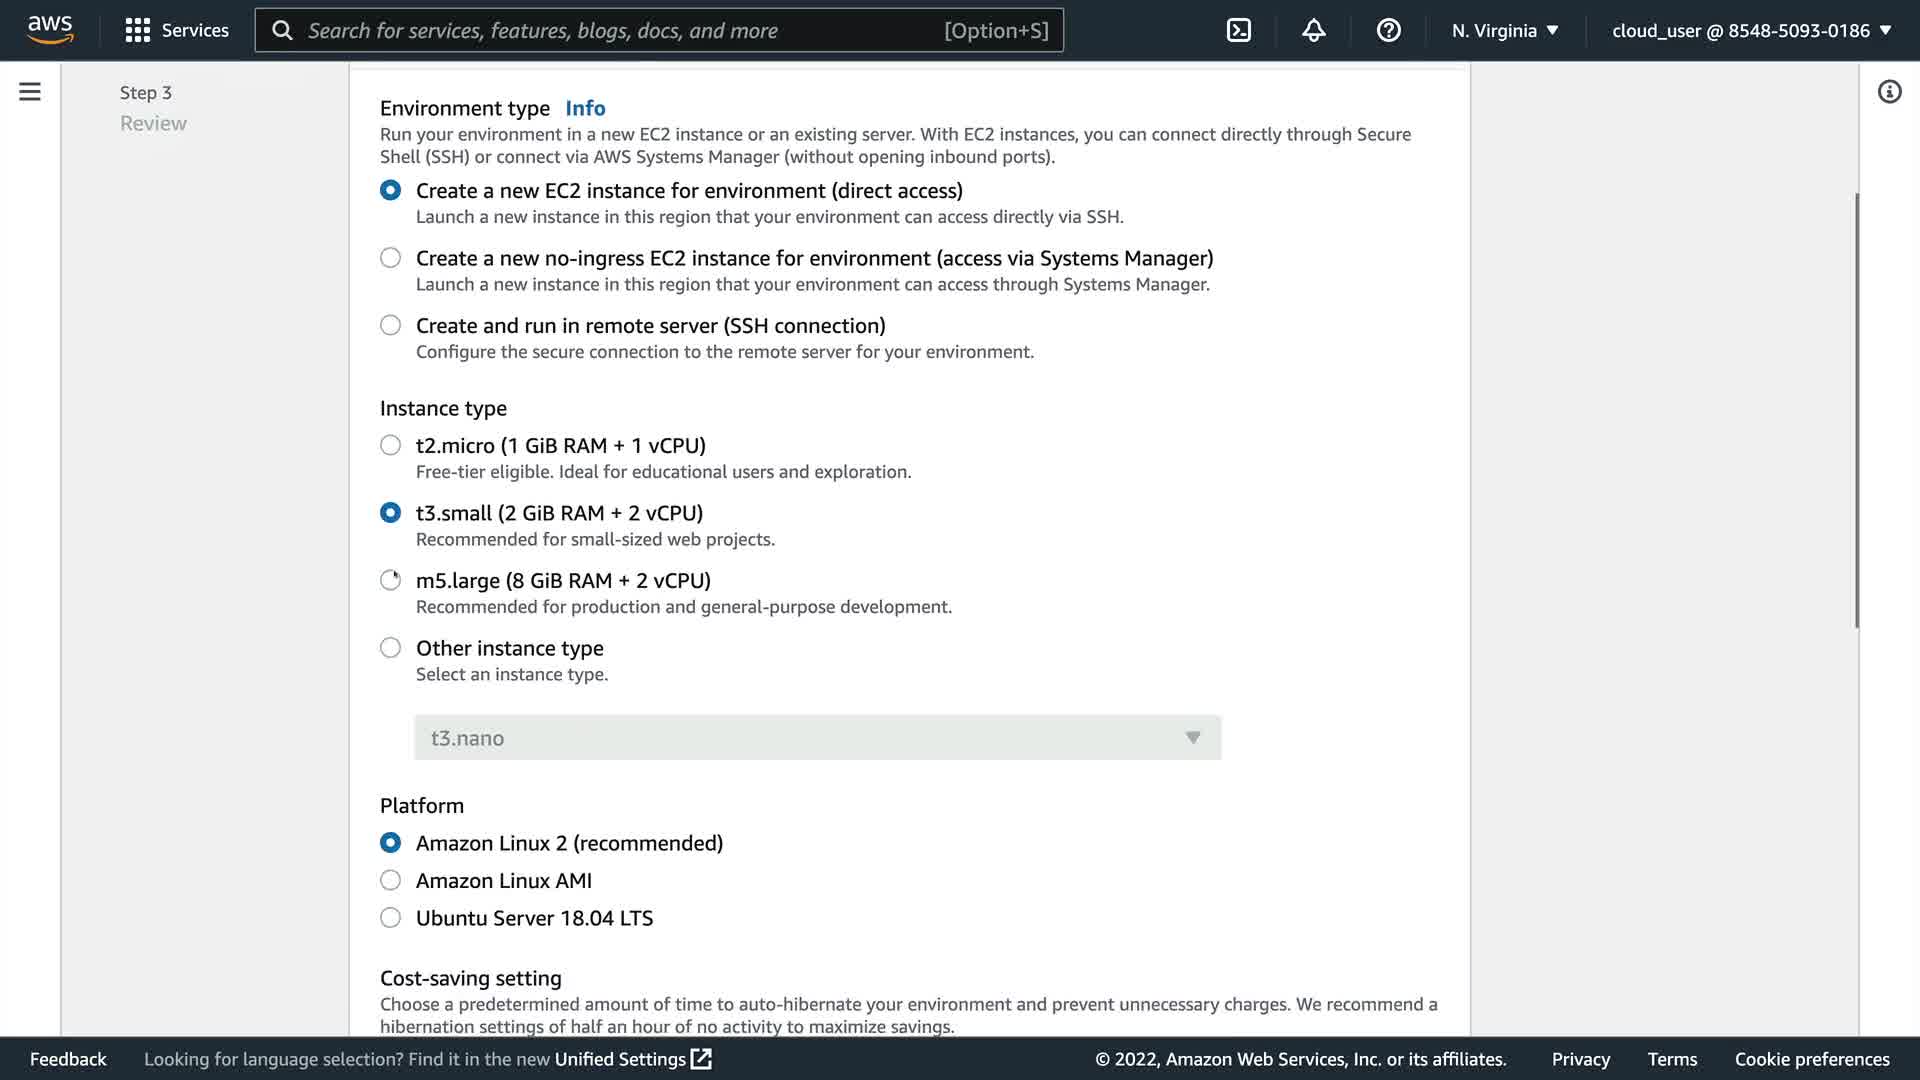 aws
Services
Search for services, features, blogs, docs, and more [Option+S]
N. Virginia ▼
cloud_user @ 8548-5093-0186 ▼
Step 3
Review
Environment type Info
Run your environment in a new EC2 instance or an existing server. With EC2 instances, you can connect directly through Secure
Shell (SSH) or connect via AWS Systems Manager (without opening inbound ports).
Create a new EC2 instance for environment (direct access)
Launch a new instance in this region that your environment can access directly via SSH.
Create a new no-ingress EC2 instance for environment (access via Systems Manager)
Launch a new instance in this region that your environment can access through Systems Manager.
Create and run in remote server (SSH connection)
Configure the secure connection to the remote server for your environment.
Instance type
t2.micro (1 GiB RAM + 1 vCPU)
Free-tier eligible. Ideal for educational users and exploration.
t3.small (2 GiB RAM + 2 vCPU)
Recommended for small-sized web projects.
m5.large (8 GiB RAM + 2 vCPU)
Recommended for production and general-purpose development.
Other instance type
Select an instance type.
t3.nano
Platform
Amazon Linux 2 (recommended)
Amazon Linux AMI
Ubuntu Server 18.04 LTS
Cost-saving setting
Choose a predetermined amount of time to auto-hibernate your environment and prevent unnecessary charges. We recommend a
hibernation settings of half an hour of no activity to maximize savings.
Feedback
Looking for language selection? Find it in the new Unified Settings
© 2022, Amazon Web Services, Inc. or its affiliates.
Privacy
Terms
Cookie preferences